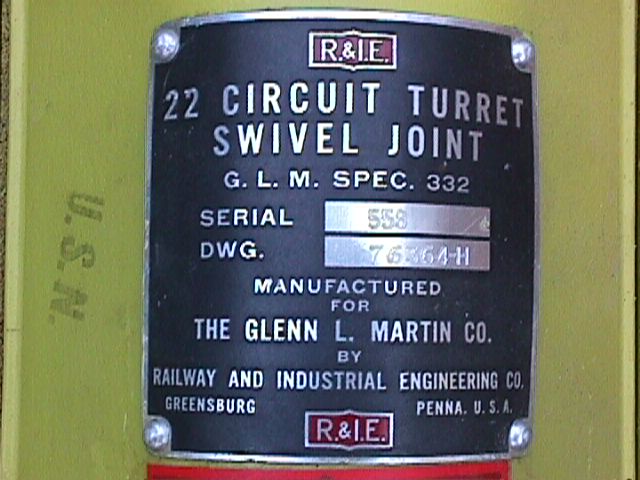 R.&I.E.
22 CIRCUIT TURRET
SWIVEL JOINT
G. L. M. SPEC. 332
SERIAL 558
DWG. 76364-H
MANUFACTURED
FOR
THE GLENN L. MARTIN CO.
BY
RAILWAY AND INDUSTRIAL ENGINEERING CO.
GREENSBURG PENNA. U. S. A.
R.&I.E.
U.S.N.